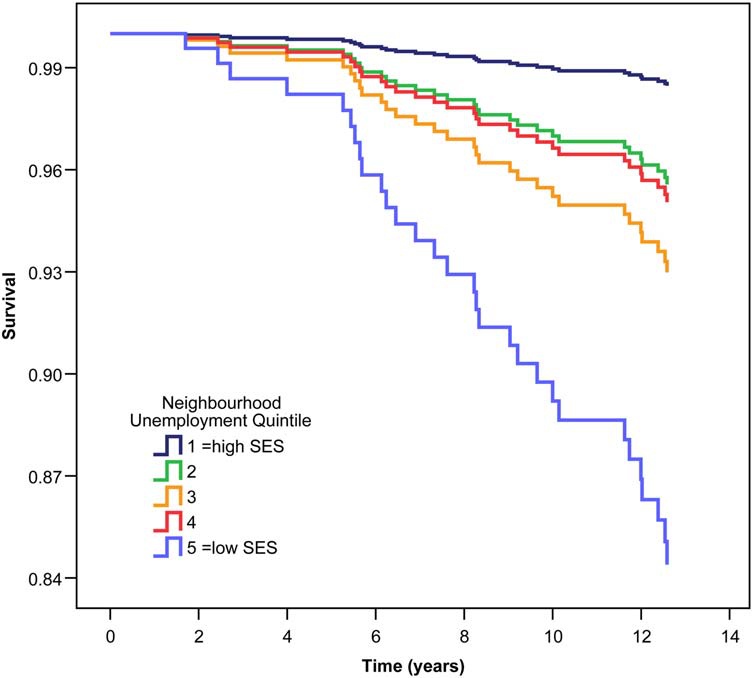 0.99
0.96
0.93
0.90
0.87
0.84
Survival
Neighbourhood
Unemployment Quintile
1 =high SES
2
3
4
5 =low SES
0 2 4 6 8 10 12 14
Time (years)